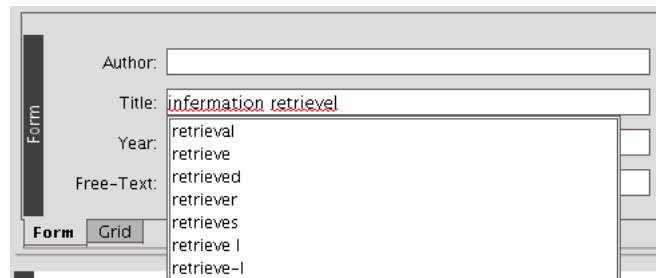 Form
Author:
Title: infermation retrievel
retrieval
Year:
retrieve
retrieved
Free-Text:
retriever
retrieves
retrieve l
retrieve-l
Form Grid